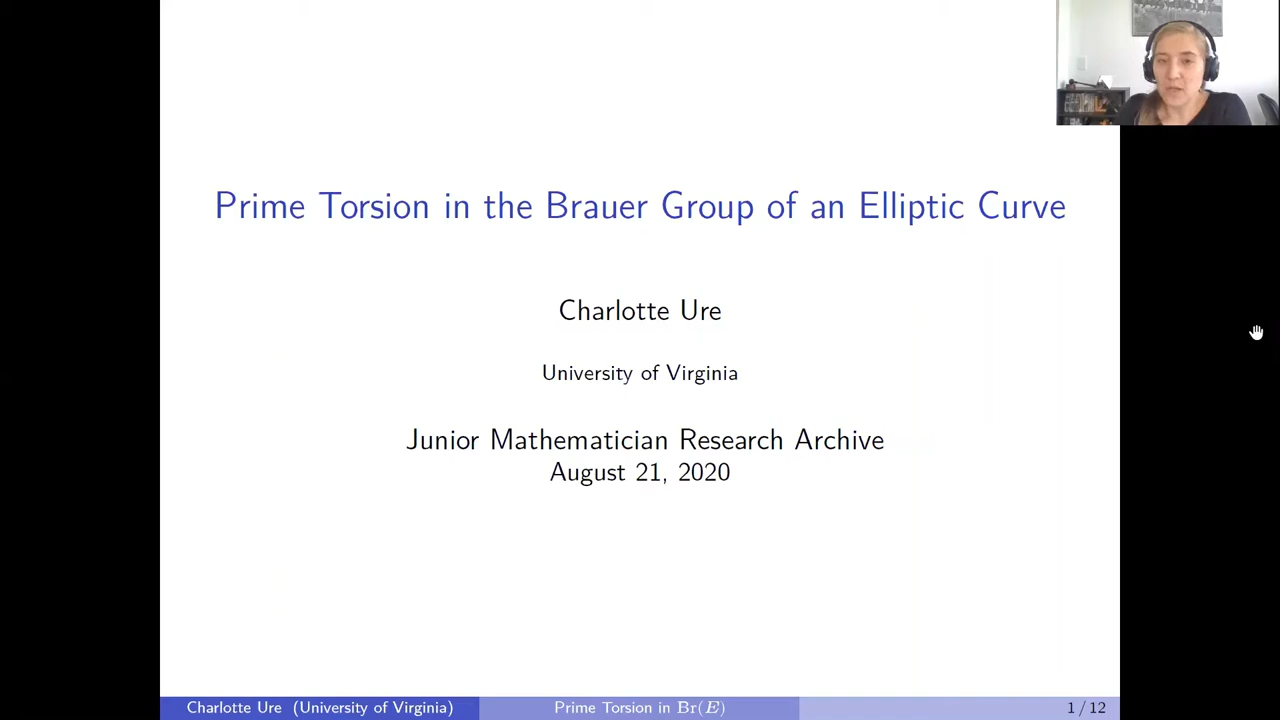 Prime Torsion in the Brauer Group of an Elliptic Curve
Charlotte Ure
University of Virginia
Junior Mathematician Research Archive
August 21, 2020
Charlotte Ure (University of Virginia)
Prime Torsion in Br(E)
1 / 12